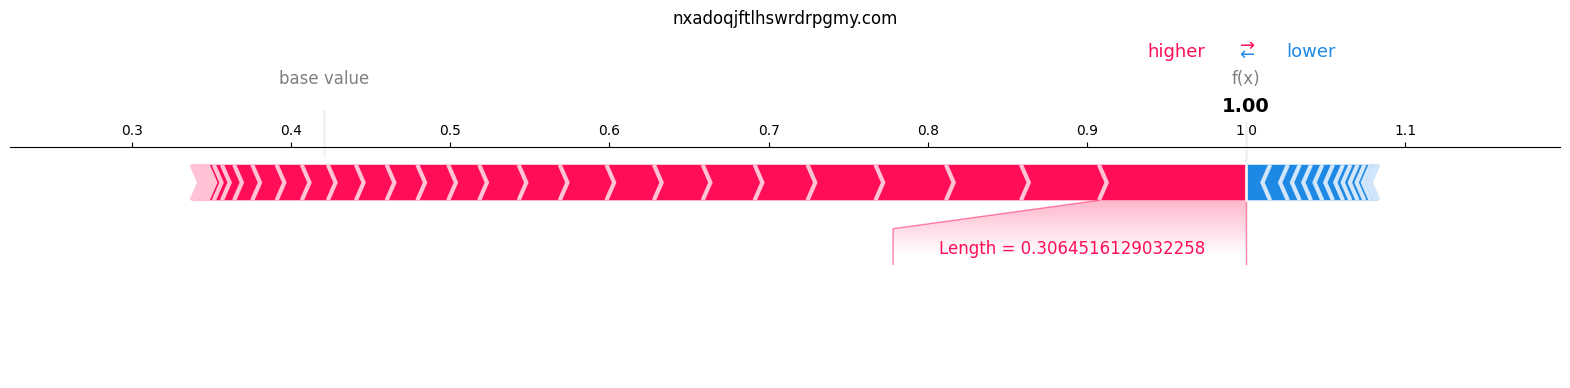 nxadoqjftlhswrdrpgmy.com
higher ⇄ lower
base value f(x)
1.00
0.3 0.4 0.5 0.6 0.7 0.8 0.9 1.0 1.1
Length = 0.3064516129032258